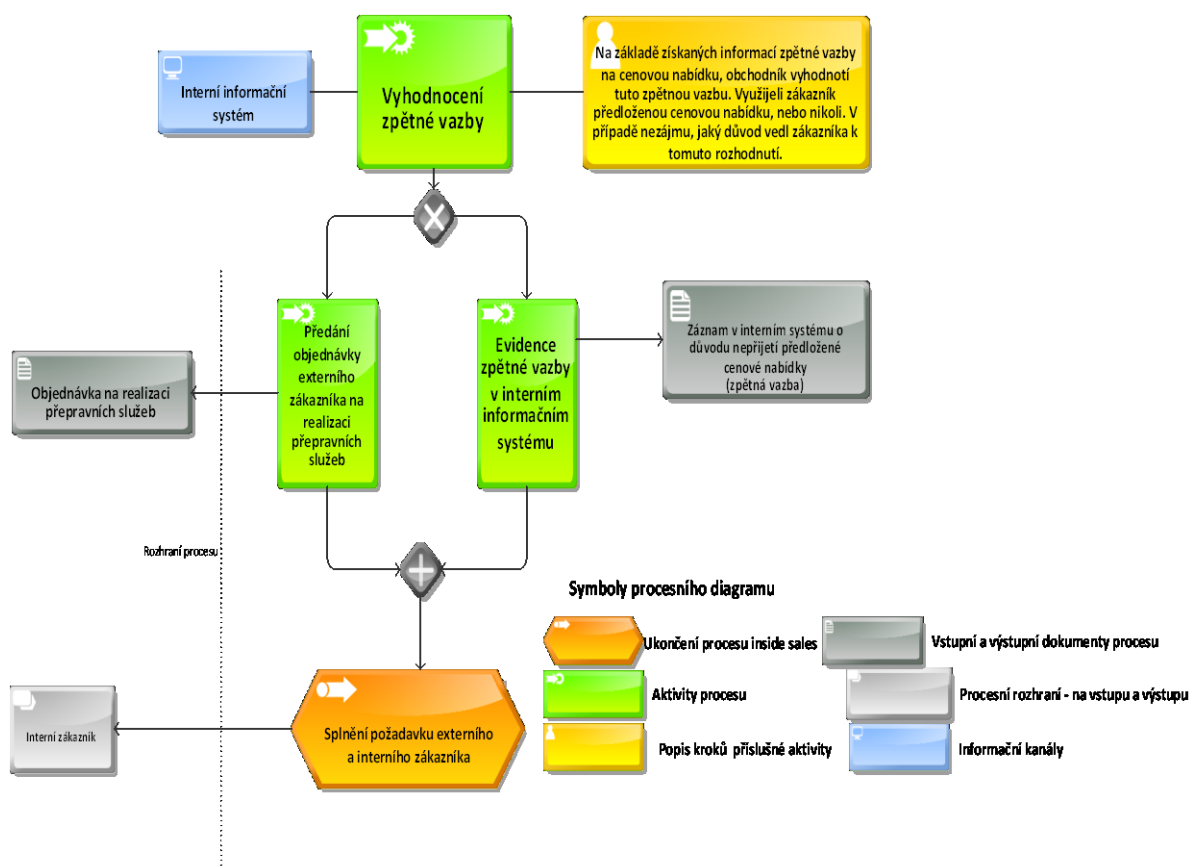 Interní informační
systém
Vyhodnocení
zpětné vazby
Na základě získaných informací zpětné vazby
na cenovou nabídku, obchodník vyhodnotí
tuto zpětnou vazbu. Využijeli zákazník
předloženou cenovou nabídku, nebo nikoli. V
případě nezájmu, jaký důvod vedl zákazníka k
tomuto rozhodnutí.
Předání
objednávky
externího
zákazníka na
realizaci
přepravních
služeb
Evidence
zpětné vazby
v interním
informačním
systému
Záznam v interním systému o
důvodu nepřijetí předložené
cenové nabídky
(zpětná vazba)
Objednávka na realizaci
přepravních služeb
Rozhraní procesu
Symboly procesního diagramu
Ukončení procesu inside sales
Vstupní a výstupní dokumenty procesu
Aktivity procesu
Procesní rozhraní - na vstupu a výstupu
Popis kroků příslušné aktivity
Informační kanály
Interní zákazník
Splnění požadavku externího
a interního zákazníka